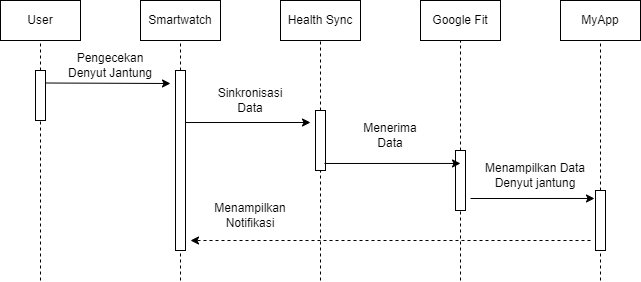 User
Smartwatch
Health Sync
Google Fit
MyApp
Pengecekan
Denyut Jantung
Sinkronisasi
Data
Menerima
Data
Menampilkan Data
Denyut jantung
Menampilkan
Notifikasi